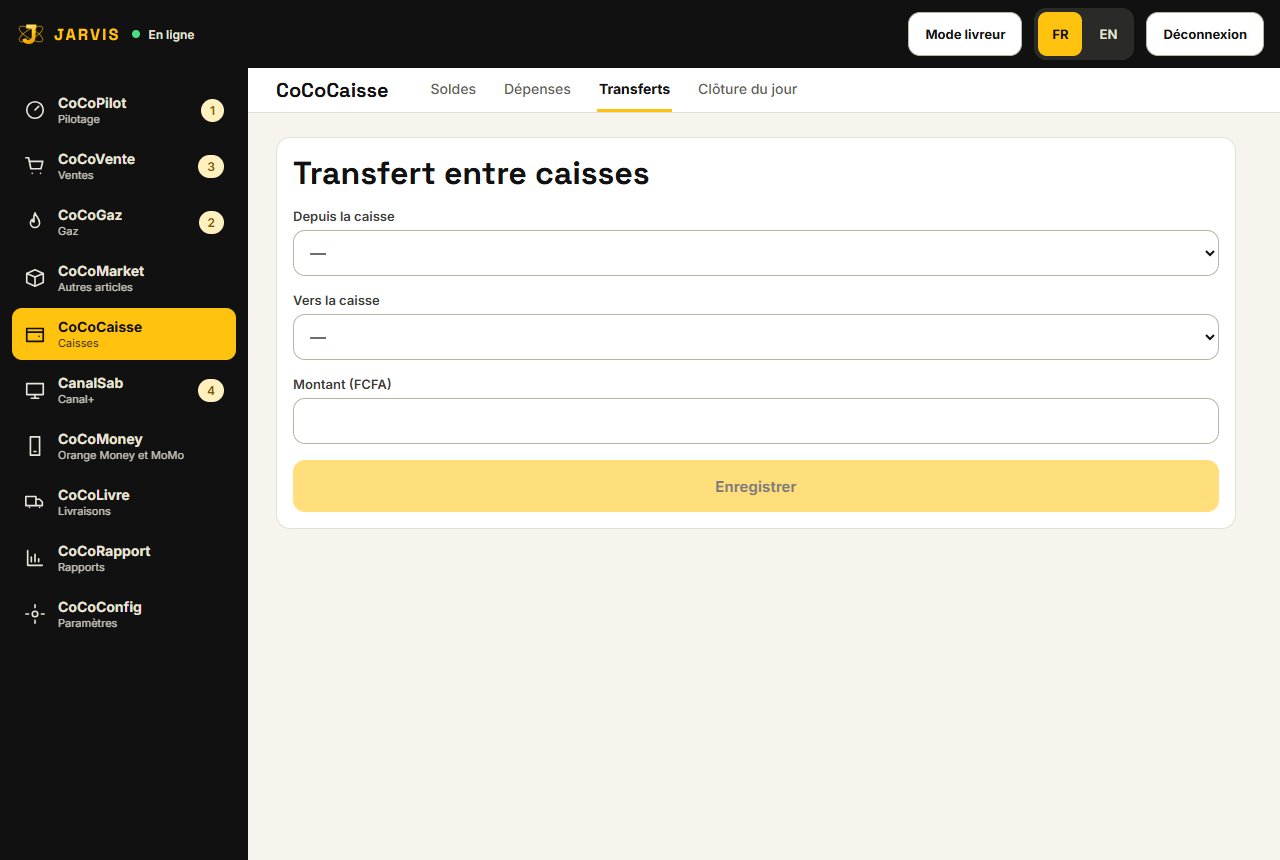 JARVIS
En ligne
Mode livreur
FR
EN
Déconnexion
CoCoPilot
Pilotage
1
CoCoVente
Ventes
3
CoCoGaz
Gaz
2
CoCoMarket
Autres articles
CoCoCaisse
Caisses
CanalSab
Canal+
4
CoCoMoney
Orange Money et MoMo
CoCoLivre
Livraisons
CoCoRapport
Rapports
CoCoConfig
Paramètres
CoCoCaisse
Soldes
Dépenses
Transferts
Clôture du jour
Transfert entre caisses
Depuis la caisse
—
Vers la caisse
—
Montant (FCFA)
Enregistrer